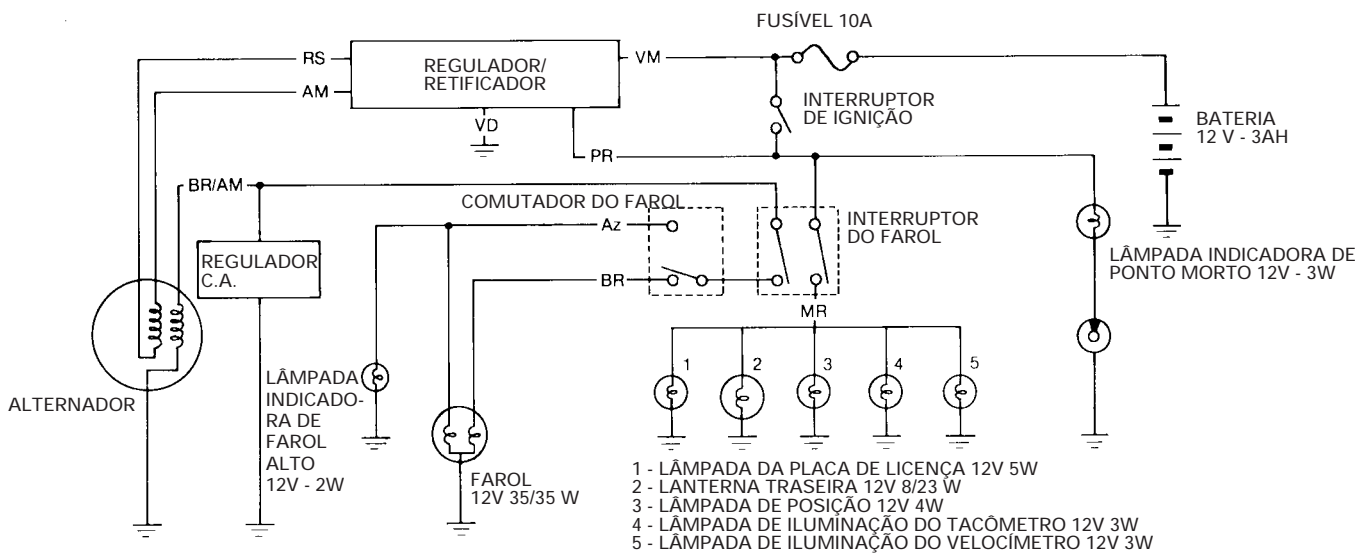 FUSÍVEL 10A
RS
REGULADOR/
RETIFICADOR
VM
AM
INTERRUPTOR
DE IGNIÇÃO
BATERIA
12 V - 3AH
VD
PR
BR/AM
COMUTADOR DO FAROL
Az
INTERRUPTOR
DO FAROL
REGULADOR
C.A.
BR
LÂMPADA INDICADORA DE
PONTO MORTO 12V - 3W
MR
1
2
3
4
5
ALTERNADOR
LÂMPADA
INDICADO-
RA DE
FAROL
ALTO
12V - 2W
FAROL
12V 35/35 W
1 - LÂMPADA DA PLACA DE LICENÇA 12V 5W
2 - LANTERNA TRASEIRA 12V 8/23 W
3 - LÂMPADA DE POSIÇÃO 12V 4W
4 - LÂMPADA DE ILUMINAÇÃO DO TACÔMETRO 12V 3W
5 - LÂMPADA DE ILUMINAÇÃO DO VELOCÍMETRO 12V 3W